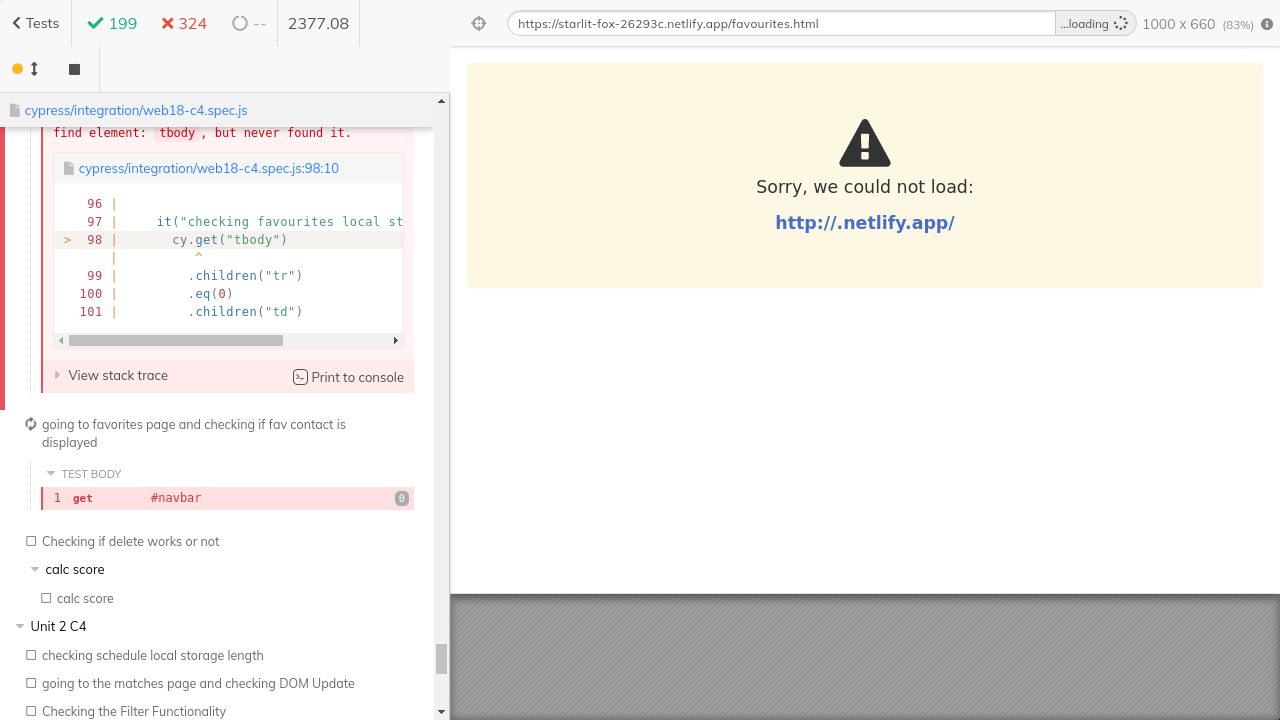 Tests
199
324
--
2377.08
https://starlit-fox-26293c.netlify.app/favourites.html
...loading
1000 x 660 (83%)
cypress/integration/web18-c4.spec.js
find element: tbody, but never found it.
cypress/integration/web18-c4.spec.js:98:10
96 |
97 | it("checking favourites local st
> 98 | cy.get("tbody")
| ^
99 | .children("tr")
100 | .eq(0)
101 | .children("td")
View stack trace
Print to console
going to favorites page and checking if fav contact is
displayed
TEST BODY
1 get #navbar 0
Checking if delete works or not
calc score
calc score
Unit 2 C4
checking schedule local storage length
going to the matches page and checking DOM Update
Checking the Filter Functionality
Sorry, we could not load:
http://.netlify.app/